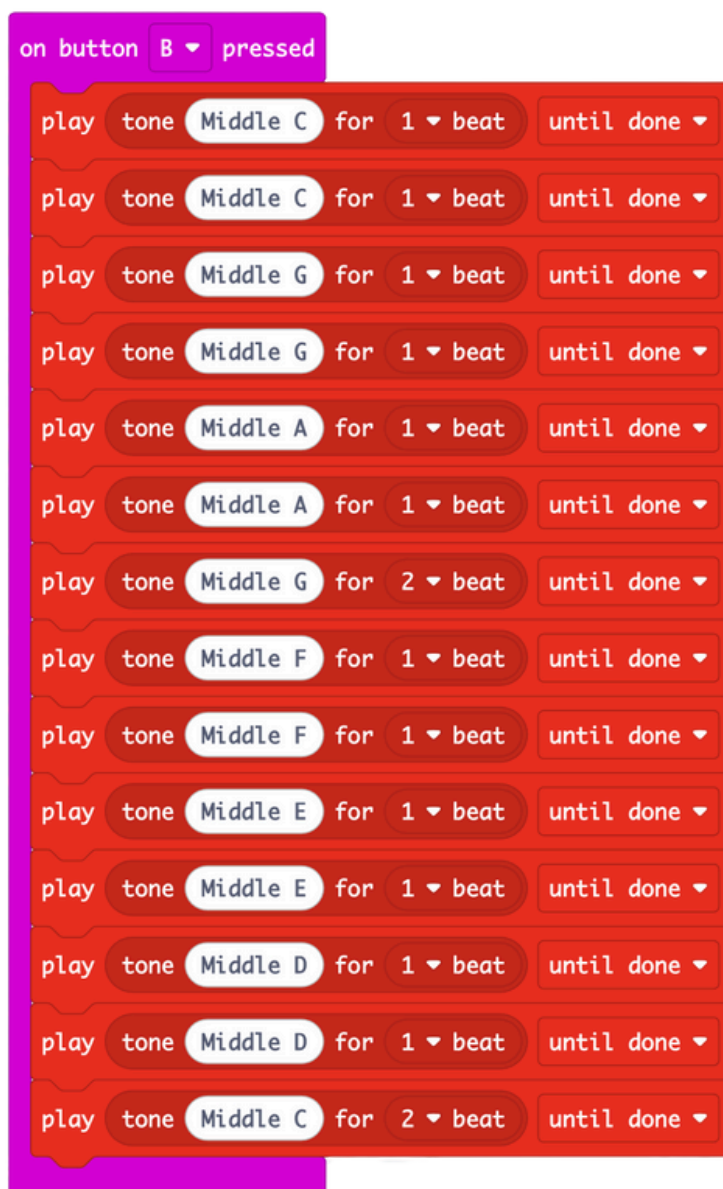 on button B pressed
play tone Middle C for 1 beat until done
play tone Middle C for 1 beat until done
play tone Middle G for 1 beat until done
play tone Middle G for 1 beat until done
play tone Middle A for 1 beat until done
play tone Middle A for 1 beat until done
play tone Middle G for 2 beat until done
play tone Middle F for 1 beat until done
play tone Middle F for 1 beat until done
play tone Middle E for 1 beat until done
play tone Middle E for 1 beat until done
play tone Middle D for 1 beat until done
play tone Middle D for 1 beat until done
play tone Middle C for 2 beat until done